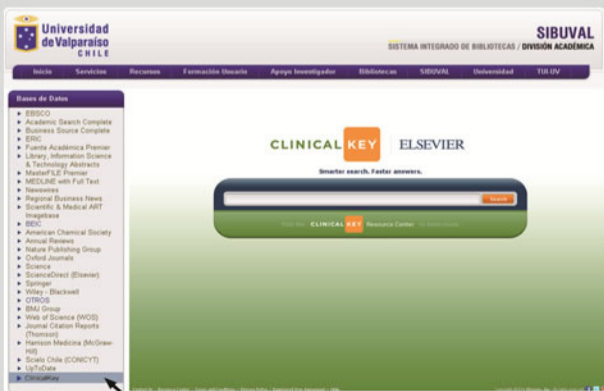 Universidad
de Valparaíso
CHILE
SIBUVAL
SISTEMA INTEGRADO DE BIBLIOTECAS / DIVISIÓN ACADÉMICA
Inicio Servicios Recursos Formación Usuario Apoyo Investigador Bibliotecas SIBUVAL Universidad TUI-UV
Bases de Datos
EBSCO
Academic Search Complete
Business Source Complete
ERIC
Fuente Académica Premier
Library, Information Science
& Technology Abstracts
MasterFILE Premier
MEDLINE with Full Text
Newswires
Regional Business News
Scientific & Medical ART
Imagebase
BEIC
American Chemical Society
Annual Reviews
Nature Publishing Group
Oxford Journals
Science
ScienceDirect (Elsevier)
Springer
Wiley - Blackwell
OTROS
BMJ Group
Web of Science (WOS)
Journal Citation Reports
(Thomson)
Harrison Medicina (McGraw-
Hill)
Scielo Chile (CONICYT)
UpToDate
ClinicalKey
CLINICAL KEY ELSEVIER
Smarter search. Faster answers.
Search
CLINICAL KEY Resource Center